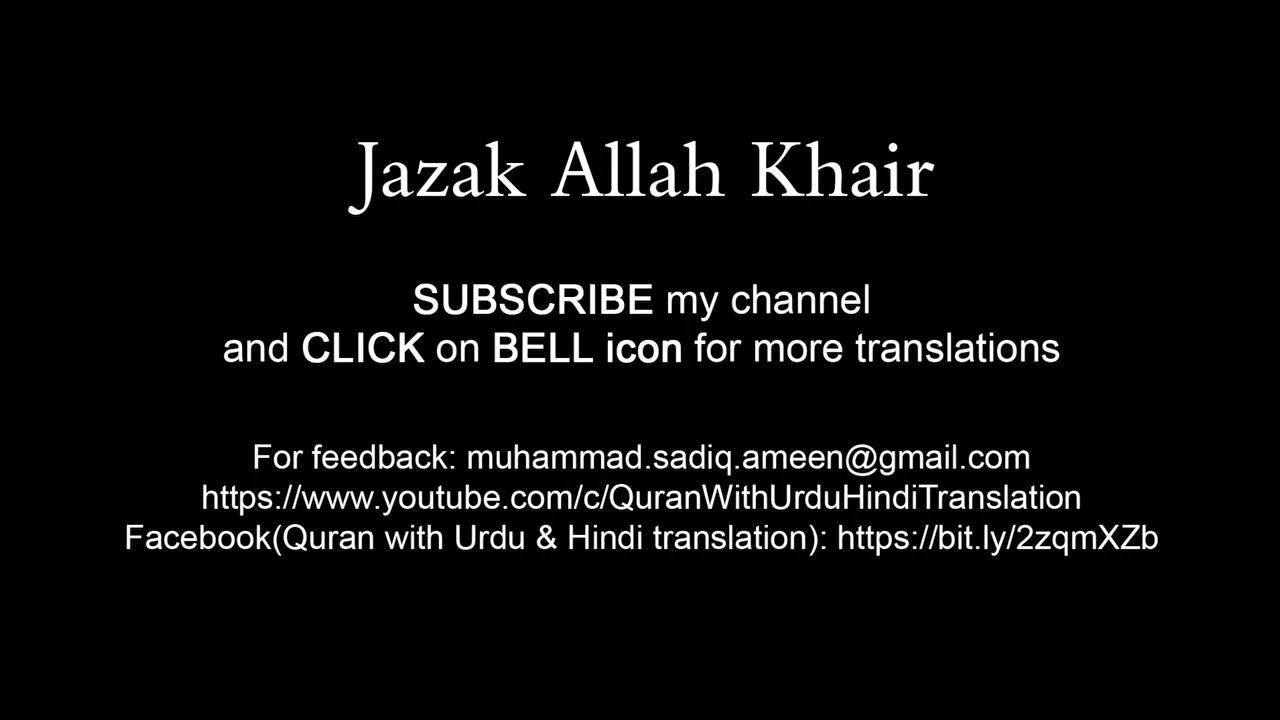 Jazak Allah Khair
SUBSCRIBE my channel
and CLICK on BELL icon for more translations
For feedback: muhammad.sadiq.ameen@gmail.com
https://www.youtube.com/c/QuranWithUrduHindiTranslation
Facebook(Quran with Urdu & Hindi translation): https://bit.ly/2zqmXZb